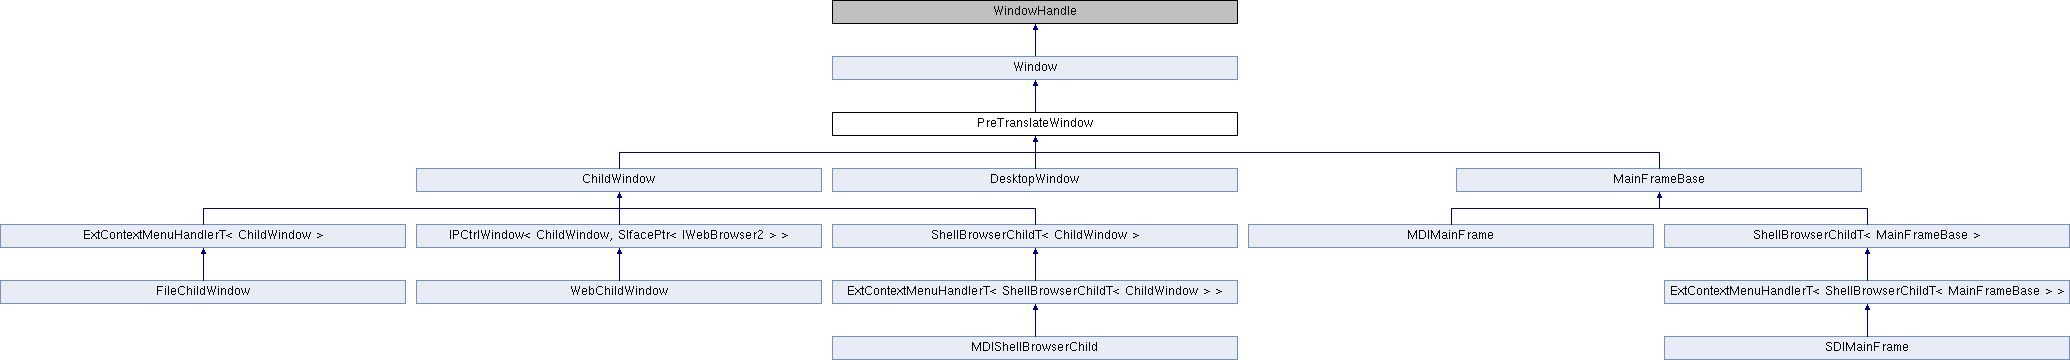 WindowHandle
Window
PreTranslateWindow
ChildWindow
DesktopWindow
MainFrameBase
ExtContextMenuHandlerT< ChildWindow >
IPCtrlWindow< ChildWindow, SIfacePtr< IWebBrowser2 > >
ShellBrowserChildT< ChildWindow >
MDIMainFrame
ShellBrowserChildT< MainFrameBase >
FileChildWindow
WebChildWindow
ExtContextMenuHandlerT< ShellBrowserChildT< ChildWindow > >
ExtContextMenuHandlerT< ShellBrowserChildT< MainFrameBase > >
MDIShellBrowserChild
SDIMainFrame